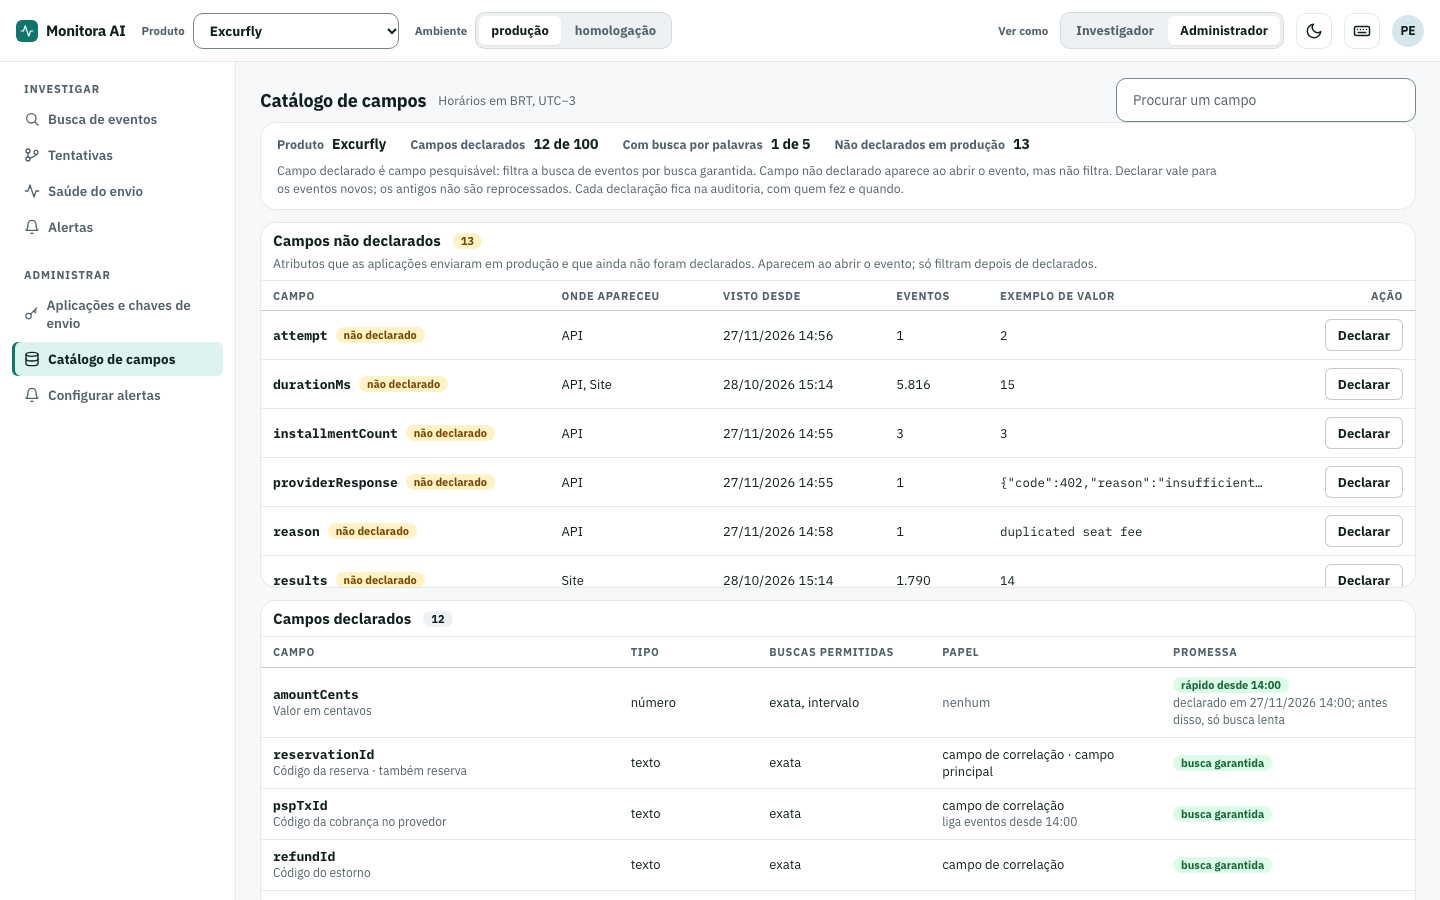 Monitora AI
Produto
Excurfly
Ambiente
produção
homologação
Ver como
Investigador
Administrador
PE
INVESTIGAR
Busca de eventos
Tentativas
Saúde do envio
Alertas
ADMINISTRAR
Aplicações e chaves de
envio
Catálogo de campos
Configurar alertas
Catálogo de campos Horários em BRT, UTC−3
Procurar um campo
Produto Excurfly Campos declarados 12 de 100 Com busca por palavras 1 de 5 Não declarados em produção 13
Campo declarado é campo pesquisável: filtra a busca de eventos por busca garantida. Campo não declarado aparece ao abrir o evento, mas não filtra. Declarar vale para
os eventos novos; os antigos não são reprocessados. Cada declaração fica na auditoria, com quem fez e quando.
Campos não declarados 13
Atributos que as aplicações enviaram em produção e que ainda não foram declarados. Aparecem ao abrir o evento; só filtram depois de declarados.
CAMPO ONDE APARECEU VISTO DESDE EVENTOS EXEMPLO DE VALOR AÇÃO
attempt não declarado API 27/11/2026 14:56 1 2 Declarar
durationMs não declarado API, Site 28/10/2026 15:14 5.816 15 Declarar
installmentCount não declarado API 27/11/2026 14:55 3 3 Declarar
providerResponse não declarado API 27/11/2026 14:55 1 {"code":402,"reason":"insufficient… Declarar
reason não declarado API 27/11/2026 14:58 1 duplicated seat fee Declarar
results não declarado Site 28/10/2026 15:14 1.790 14 Declarar
Campos declarados 12
CAMPO TIPO BUSCAS PERMITIDAS PAPEL PROMESSA
amountCents
Valor em centavos
número
exata, intervalo
nenhum
rápido desde 14:00
declarado em 27/11/2026 14:00; antes
disso, só busca lenta
reservationId
Código da reserva · também reserva
texto
exata
campo de correlação · campo
principal
busca garantida
pspTxId
Código da cobrança no provedor
texto
exata
campo de correlação
liga eventos desde 14:00
busca garantida
refundId
Código do estorno
texto
exata
campo de correlação
busca garantida